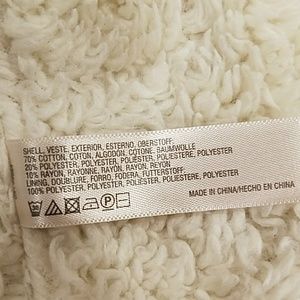 SHELL, VESTE, EXTERIOR, ESTERNO, OBERSTOFF:
70% COTTON, COTON, ALGODON, COTONE, BAUMWOLLE
20% POLYESTER, POLYESTER, POLIÉSTER, POLIESTERE, POLYESTER
10% RAYON, RAYONNE, RAYÓN, RAYON, REYON
LINING, DOUBLURE, FORRO, FODERA, FUTTERSTOFF:
100% POLYESTER, POLYESTER, POLIÉSTER, POLIESTERE, POLYESTER
P
MADE IN CHINA/HECHO EN CHINA